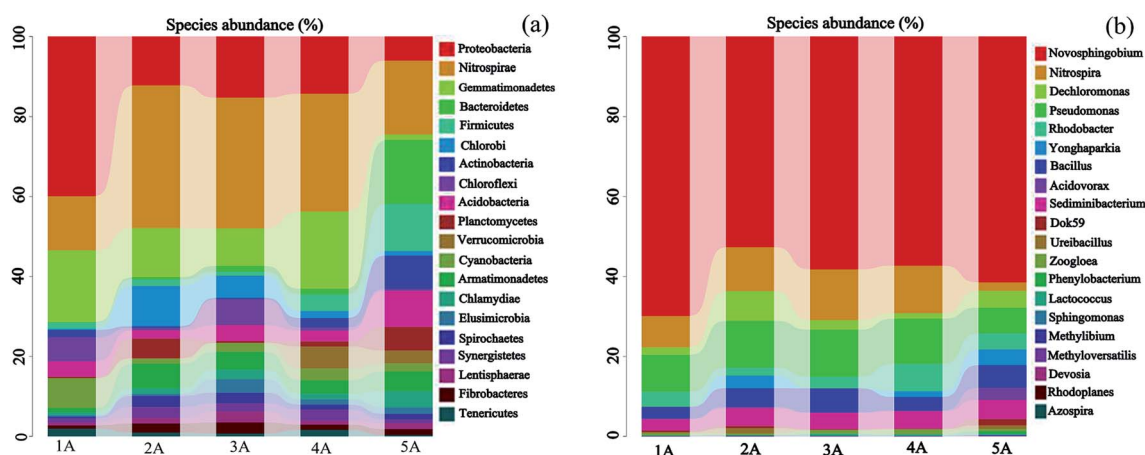 Species abundance (%)
(a)
100
80
60
40
20
0
1A
2A
3A
4A
5A
Proteobacteria
Nitrospirae
Gemmatimonadetes
Bacteroidetes
Firmicutes
Chlorobi
Actinobacteria
Chloroflexi
Acidobacteria
Planctomycetes
Verrucomicrobia
Cyanobacteria
Armatimonadetes
Chlamydiae
Elusimicrobia
Spirochaetes
Synergistetes
Lentisphaerae
Fibrobacteres
Tenericutes
Species abundance (%)
(b)
100
80
60
40
20
0
1A
2A
3A
4A
5A
Novosphingobium
Nitrospira
Dechloromonas
Pseudomonas
Rhodobacter
Yonghaparkia
Bacillus
Acidovorax
Sediminibacterium
Dok59
Ureibacillus
Zoogloea
Phenylobacterium
Lactococcus
Sphingomonas
Methylibium
Methyloversatilis
Devosia
Rhodoplanes
Azospira